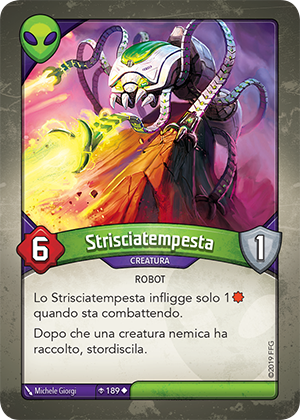 Strisciatempesta
6
1
CREATURA
ROBOT
Lo Strisciatempesta infligge solo 1
quando sta combattendo.
Dopo che una creatura nemica ha
raccolto, stordiscila.
©2019 FFG
Michele Giorgi
189